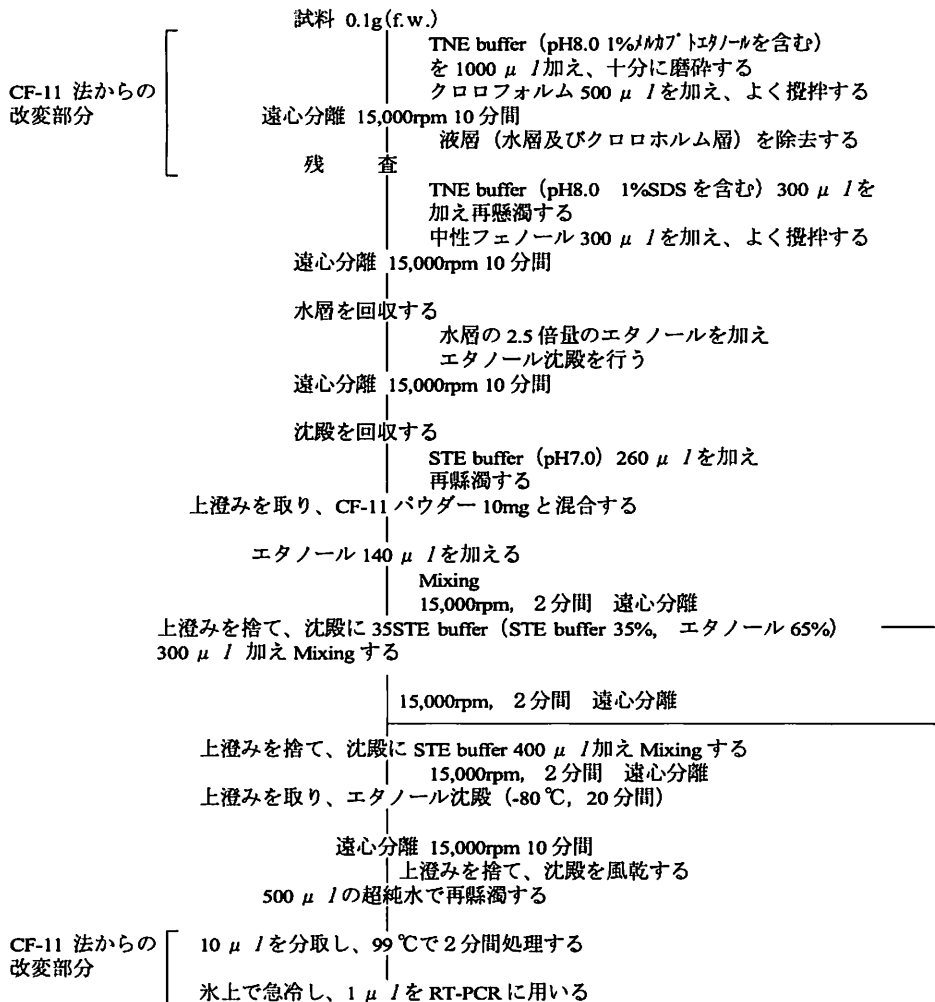 試料 0.1g(f.w.)
TNE buffer（pH8.0 1%メルカプトエタノールを含む）
を 1000 μ l加え、十分に磨砕する
CF-11 法からの
改変部分
クロロフォルム 500 μ lを加え、よく攪拌する
遠心分離 15,000rpm 10 分間
液層（水層及びクロロホルム層）を除去する
残 査
TNE buffer（pH8.0 1%SDS を含む）300 μ lを
加え再懸濁する
中性フェノール 300 μ lを加え、よく攪拌する
遠心分離 15,000rpm 10 分間
水層を回収する
水層の 2.5 倍量のエタノールを加え
エタノール沈殿を行う
遠心分離 15,000rpm 10 分間
沈殿を回収する
STE buffer（pH7.0）260 μ lを加え
再懸濁する
上澄みを取り、CF-11 パウダー 10mg と混合する
エタノール 140 μ lを加える
Mixing
15,000rpm, 2分間 遠心分離
上澄みを捨て、沈殿に 35STE buffer（STE buffer 35%, エタノール 65%）
300 μ l 加え Mixing する
15,000rpm, 2分間 遠心分離
上澄みを捨て、沈殿に STE buffer 400 μ l加え Mixing する
15,000rpm, 2分間 遠心分離
上澄みを取り、エタノール沈殿（-80 ℃, 20 分間）
遠心分離 15,000rpm 10 分間
上澄みを捨て、沈殿を風乾する
500 μ lの超純水で再懸濁する
CF-11 法からの
改変部分
10 μ lを分取し、99 ℃で 2 分間処理する
氷上で急冷し、1 μ lを RT-PCR に用いる